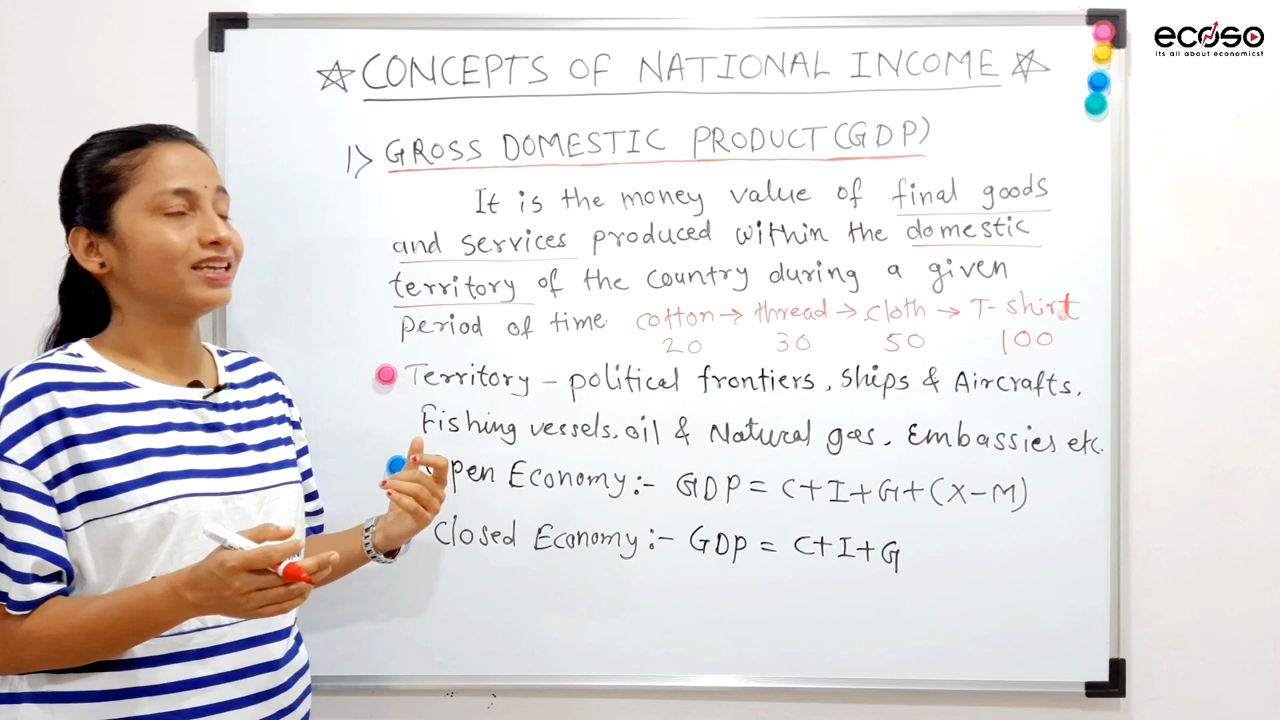 ecoso
its all about economics!
☆ CONCEPTS OF NATIONAL INCOME ☆
1) GROSS DOMESTIC PRODUCT (GDP)
It is the money value of final goods
and services produced within the domestic
territory of the country during a given
period of time.
cotton → thread → cloth → T-shirt
20 30 50 100
Territory - political frontiers, ships & Aircrafts,
Fishing vessels, oil & Natural gas, Embassies etc.
pen Economy:- GDP = C+I+G+(X-M)
Closed Economy:- GDP = C+I+G